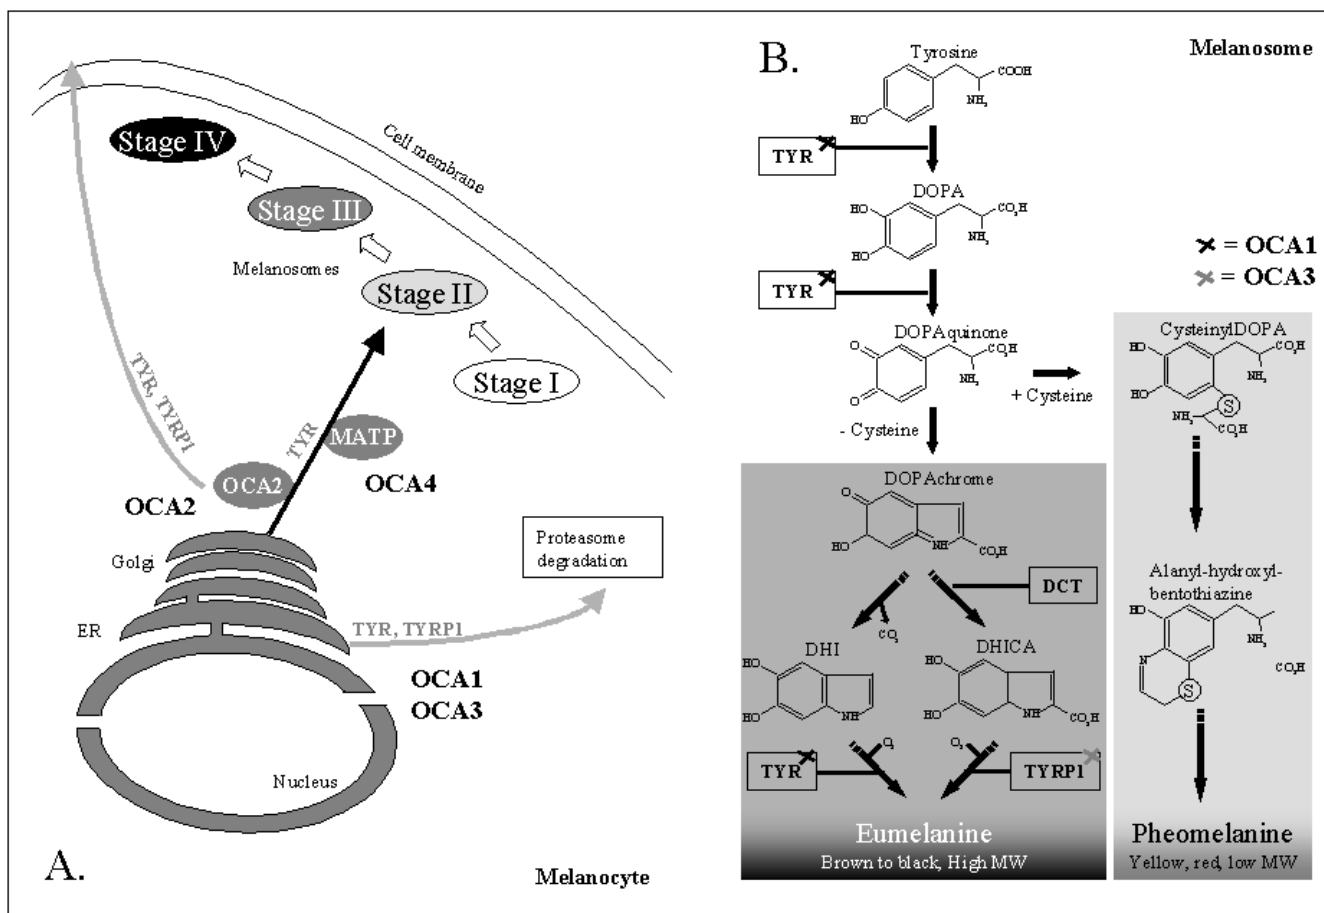 Stage IV
Cell membrane
Stage III
Melanosomes
Stage II
Stage I
TYR, TYRP1
TYR
MATP
OCA2
OCA2
OCA4
Golgi
Proteasome
degradation
ER
TYR, TYRP1
OCA1
OCA3
Nucleus
A.
Melanocyte
B.
Melanosome
Tyrosine
COOH
NH2
HO
TYR
DOPA
HO
HO
CO2H
NH2
= OCA1
= OCA3
TYR
DOPAquinone
O
O
CO2H
NH2
+ Cysteine
- Cysteine
CysteinylDOPA
HO
HO
CO2H
NH2
S
NH2
CO2H
DOPAchrome
O
HO
NH
CO2H
DCT
CO2
Alanyl-hydroxyl-
bentothiazine
HO
NH2
CO2H
N
S
DHI
HO
HO
NH
DHICA
HO
HO
NH
CO2H
O2
O2
TYR
TYRP1
Eumelanine
Brown to black, High MW
Pheomelanine
Yellow, red, low MW